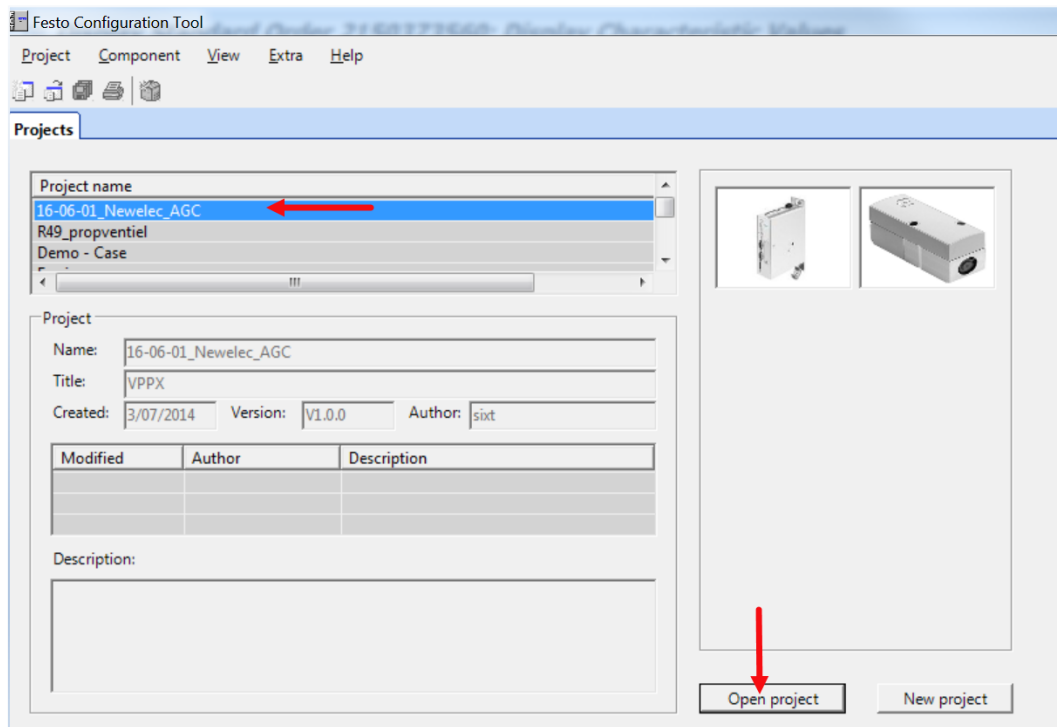 Festo Configuration Tool
Project Component View Extra Help
Projects
Project name
16-06-01_Newelec_AGC
R49_propventiel
Demo - Case
Project
Name: 16-06-01_Newelec_AGC
Title: VPPX
Created: 3/07/2014 Version: V1.0.0 Author: sixt
Modified Author Description
Description:
Open project New project